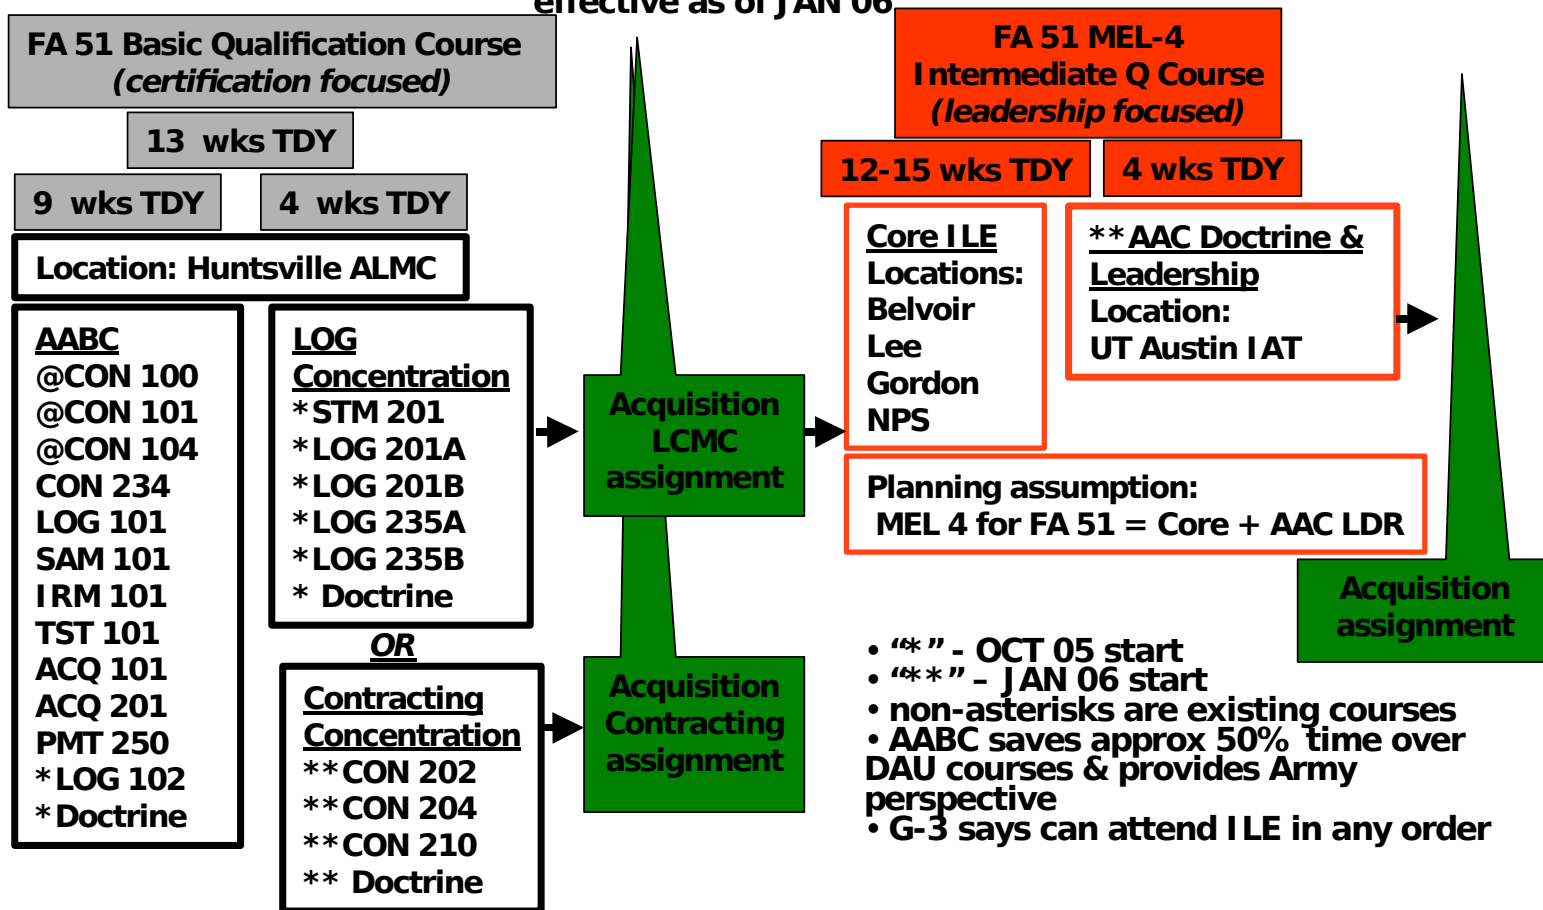 effective as of JAN 06
FA 51 Basic Qualification Course
(certification focused)
13 wks TDY
9 wks TDY
4 wks TDY
Location: Huntsville ALMC
AABC
@CON 100
@CON 101
@CON 104
CON 234
LOG 101
SAM 101
IRM 101
TST 101
ACQ 101
ACQ 201
PMT 250
*LOG 102
*Doctrine
LOG
Concentration
*STM 201
*LOG 201A
*LOG 201B
*LOG 235A
*LOG 235B
* Doctrine
OR
Contracting
Concentration
**CON 202
**CON 204
**CON 210
** Doctrine
Acquisition
LCMC
assignment
Acquisition
Contracting
assignment
FA 51 MEL-4
Intermediate Q Course
(leadership focused)
12-15 wks TDY
4 wks TDY
Core ILE
Locations:
Belvoir
Lee
Gordon
NPS
**AAC Doctrine &
Leadership
Location:
UT Austin IAT
Planning assumption:
MEL 4 for FA 51 = Core + AAC LDR
Acquisition
assignment
• “*” - OCT 05 start
• “**” – JAN 06 start
• non-asterisks are existing courses
• AABC saves approx 50% time over
DAU courses & provides Army
perspective
• G-3 says can attend ILE in any order